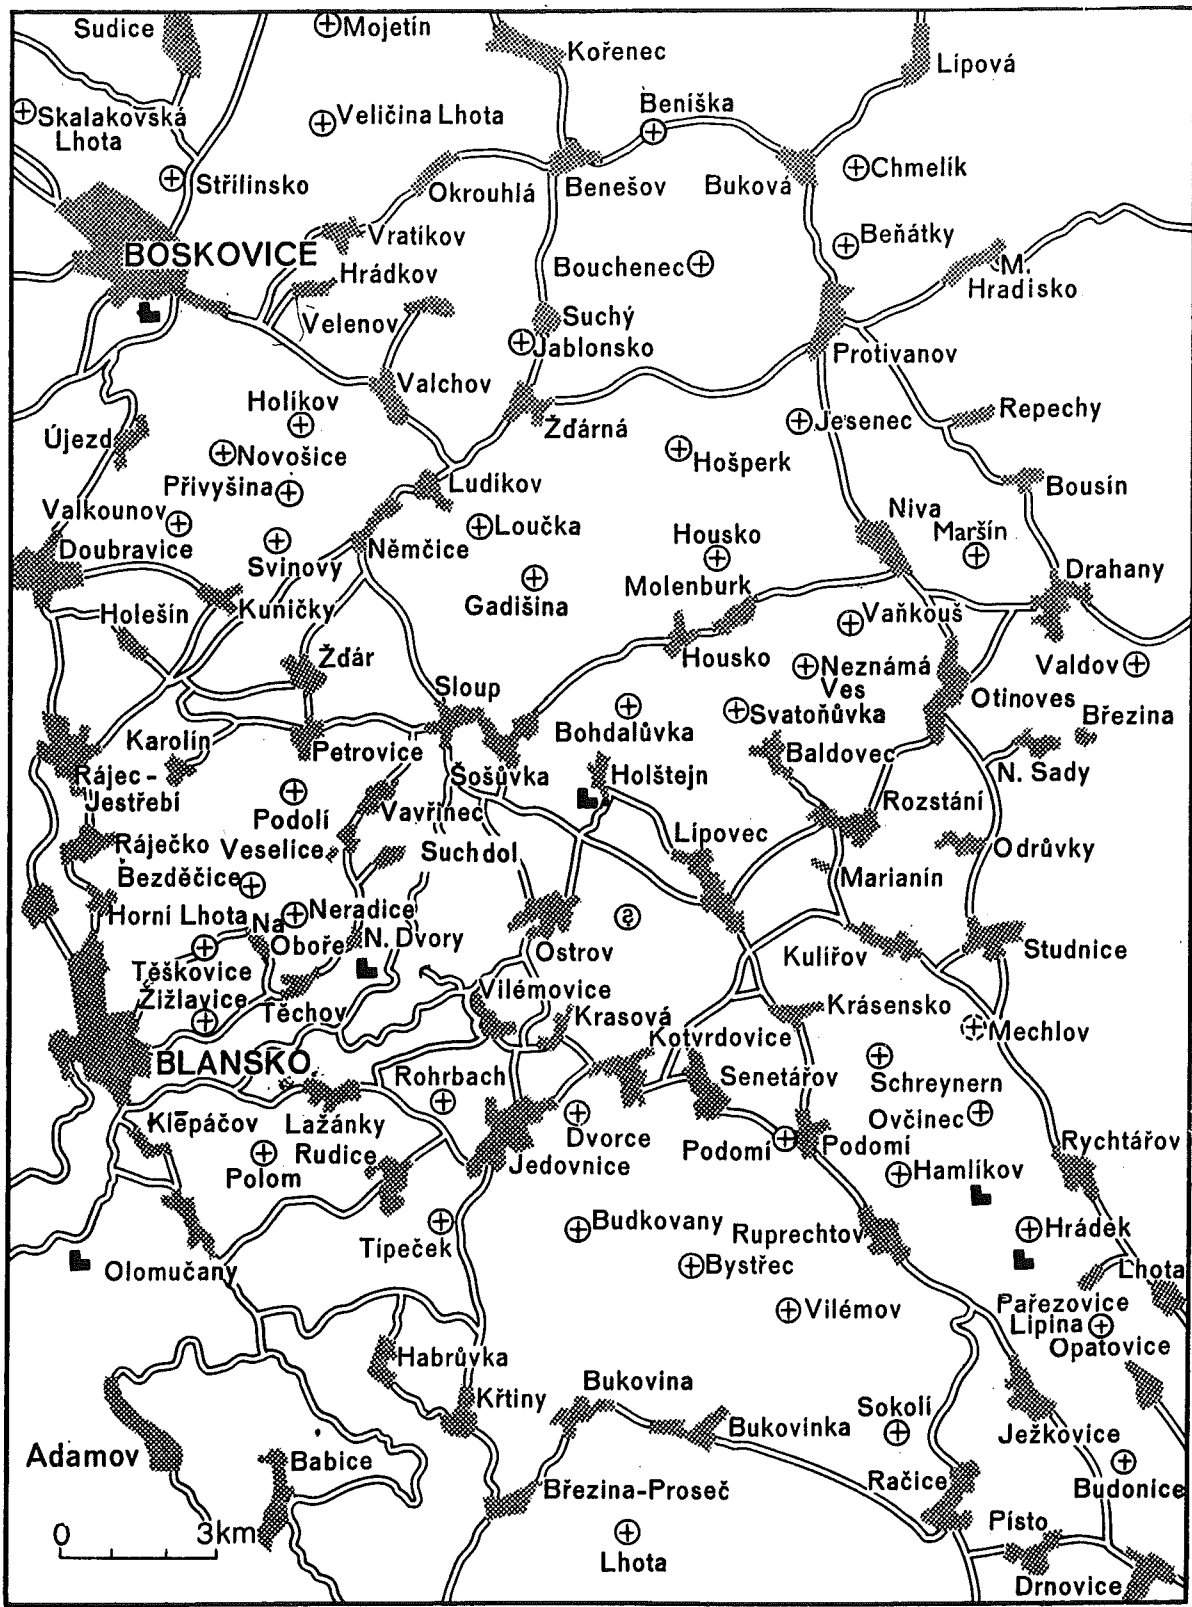 Sudice
Mojetín
Kořenec
Lípová
Skalakovská
Lhota
Veličina Lhota
Beníška
Střílinsko
Okrouhlá
Benešov
Buková
Chmelík
Vratíkov
BOSKOVICE
Hrádkov
Bouchenec
Beňátky
M.
Hradisko
Velenov
Suchý
Jablonsko
Protivanov
Valchov
Holíkov
Žďárná
Jesenec
Repechy
Újezd
Novošice
Hošperk
Přivyšina
Ludíkov
Bousín
Valkounov
Loučka
Niva
Maršín
Doubravice
Svinový
Němčice
Housko
Gadišina
Molenburk
Drahany
Holešín
Kuničky
Vaňkouš
Žďár
Housko
Neznámá
Ves
Valdov
Sloup
Otinoves
Svatoňůvka
Březina
Karolín
Petrovice
Bohdalůvka
Baldovec
Rájec-
Jestřebí
Šošůvka
Holštejn
N. Sady
Podolí
Vavřinec
Rozstání
Lipovec
Ráječko
Veselice
Suchdol
Odrůvky
Bezděčice
Marianín
Horní Lhota
Na
Oboře
Neradice
N. Dvory
Ostrov
Š
Kulířov
Studnice
Těškovice
Žižlavice
Těchov
Vilémovice
Krasová
Krásensko
Kotvrdovice
Mechlov
BLANSKO
Rohrbach
Senetářov
Schreynern
Klepáčov
Lažánky
Ovčinec
Dvorce
Podomí
Podomí
Rychtářov
Polom
Rudice
Jedovnice
Hamlíkov
Típeček
Budkovany
Ruprechtov
Hrádek
Olomučany
Bystřec
Lhota
Vilémov
Pařezovice
Lipina
Opatovice
Habrůvka
Křtiny
Bukovina
Bukovinka
Sokolí
Ježkovice
Adamov
Babice
Březina-Proseč
Račice
Budonice
0 3km
Lhota
Písto
Drnovice